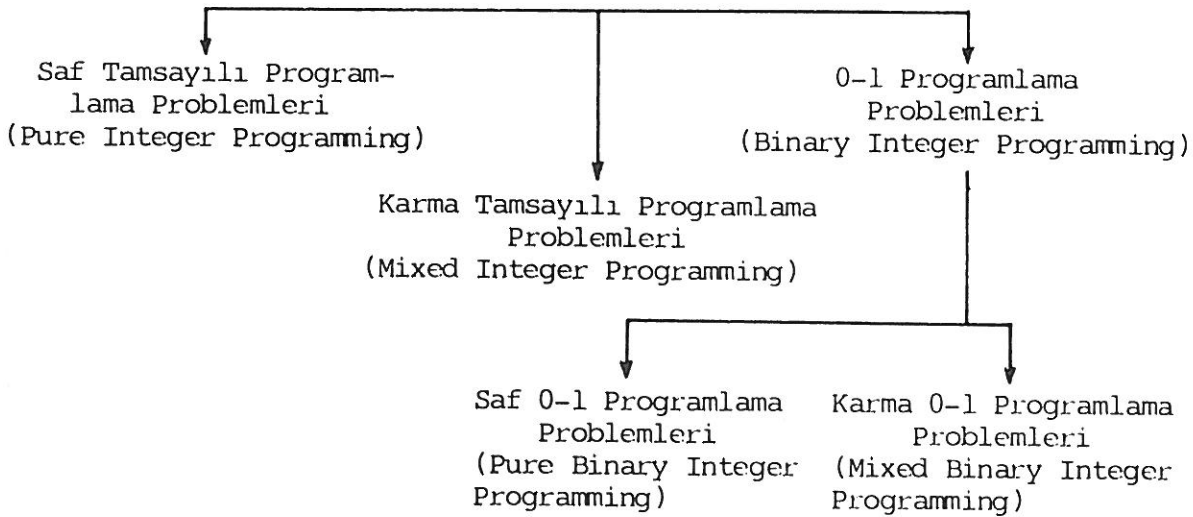 Saf Tamsayılı Program-
lama Problemleri
(Pure Integer Programming)
0-1 Programlama
Problemleri
(Binary Integer Programming)
Karma Tamsayılı Programlama
Problemleri
(Mixed Integer Programming)
Saf 0-1 Programlama
Problemleri
(Pure Binary Integer
Programming)
Karma 0-1 Programlama
Problemleri
(Mixed Binary Integer
Programming)